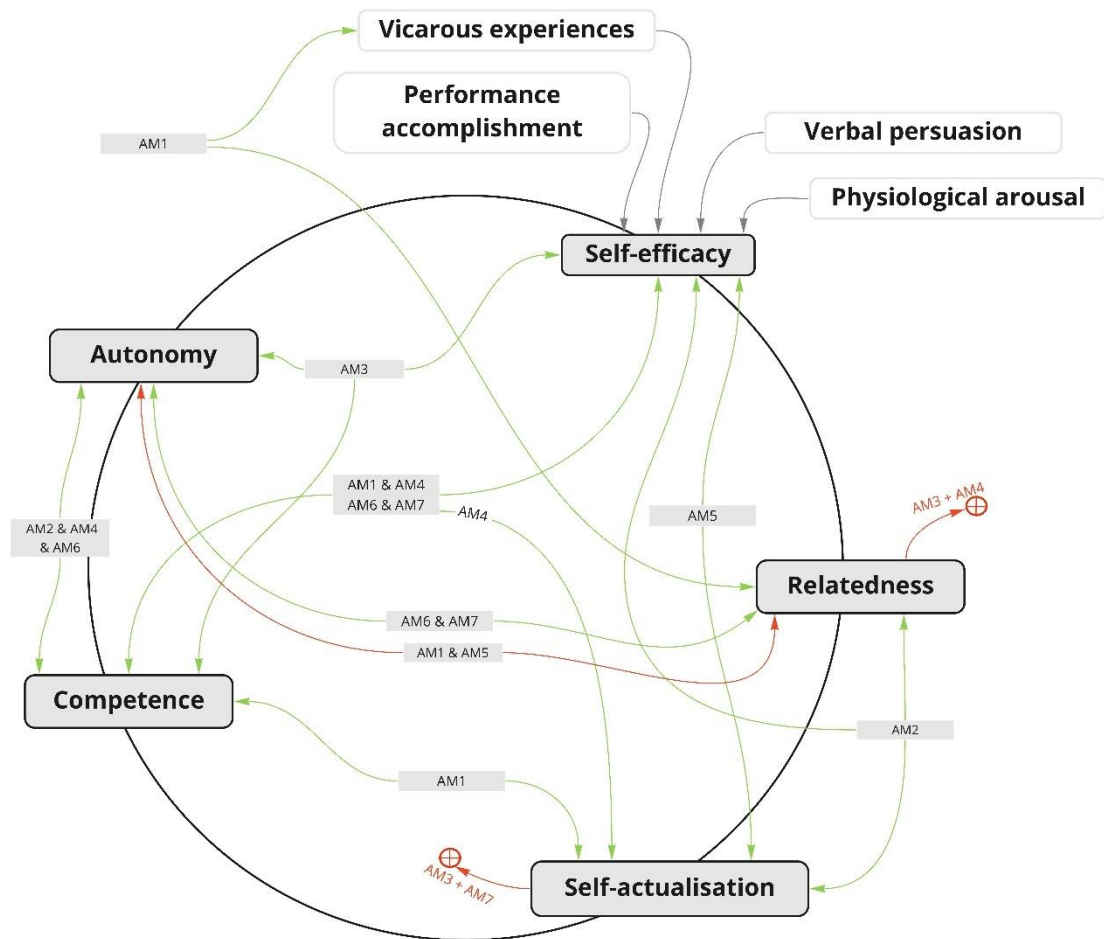 Vicarous experiences
Performance
accomplishment
AM1
Verbal persuasion
Physiological arousal
Self-efficacy
Autonomy
AM3
AM1 & AM4
AM6 & AM7
AM4
AM5
AM3 + AM4
AM2 & AM4
& AM6
Relatedness
AM6 & AM7
AM1 & AM5
Competence
AM2
AM1
AM3 + AM7
Self-actualisation